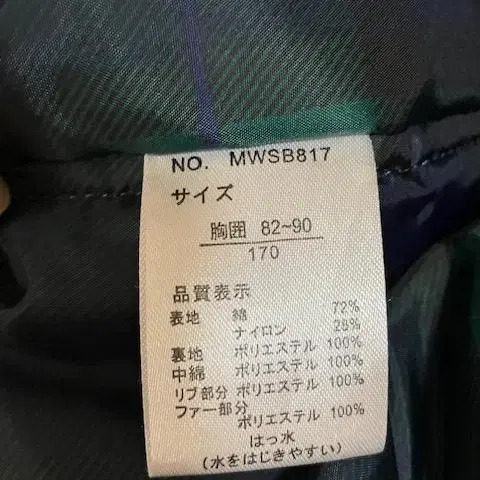 NO. MWSB817
サイズ
胸囲 82~90
170
品質表示
表地 綿 72%
ナイロン 28%
裏地 ポリエステル 100%
中綿 ポリエステル 100%
リブ部分 ポリエステル 100%
ファー部分
ポリエステル 100%
はっ水
(水をはじきやすい)